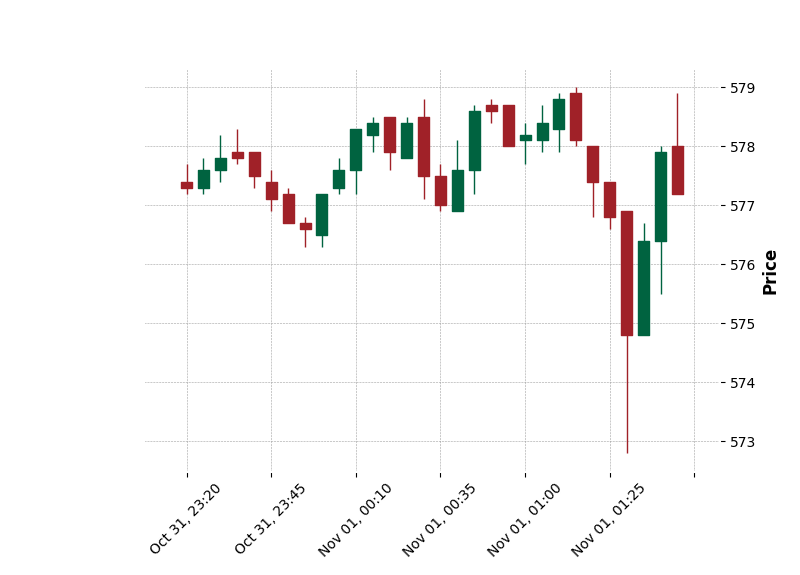 579
578
577
576
575
574
573
Price
Oct 31, 23:20
Oct 31, 23:45
Nov 01, 00:10
Nov 01, 00:35
Nov 01, 01:00
Nov 01, 01:25